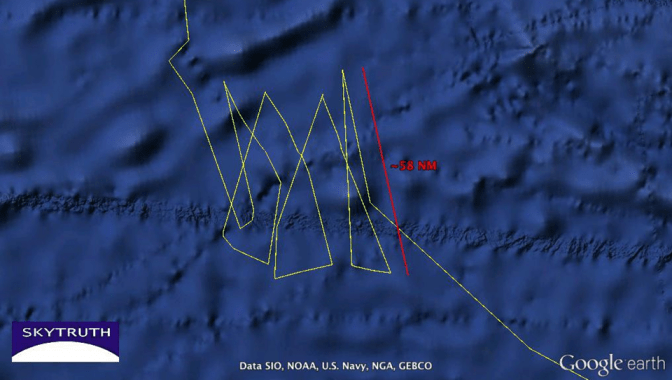 ~58 NM
SKYTRUTH
Data SIO, NOAA, U.S. Navy, NGA, GEBCO
Google earth